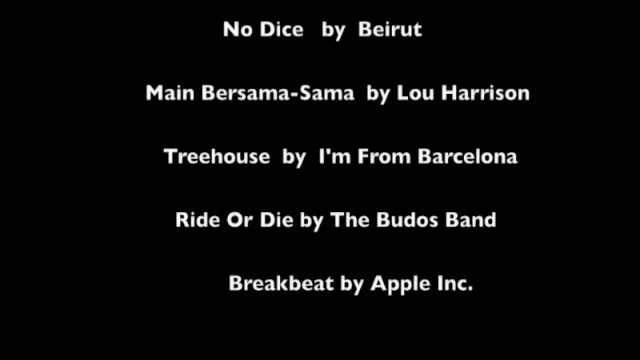 No Dice by Beirut
Main Bersama-Sama by Lou Harrison
Treehouse by I'm From Barcelona
Ride Or Die by The Budos Band
Breakbeat by Apple Inc.